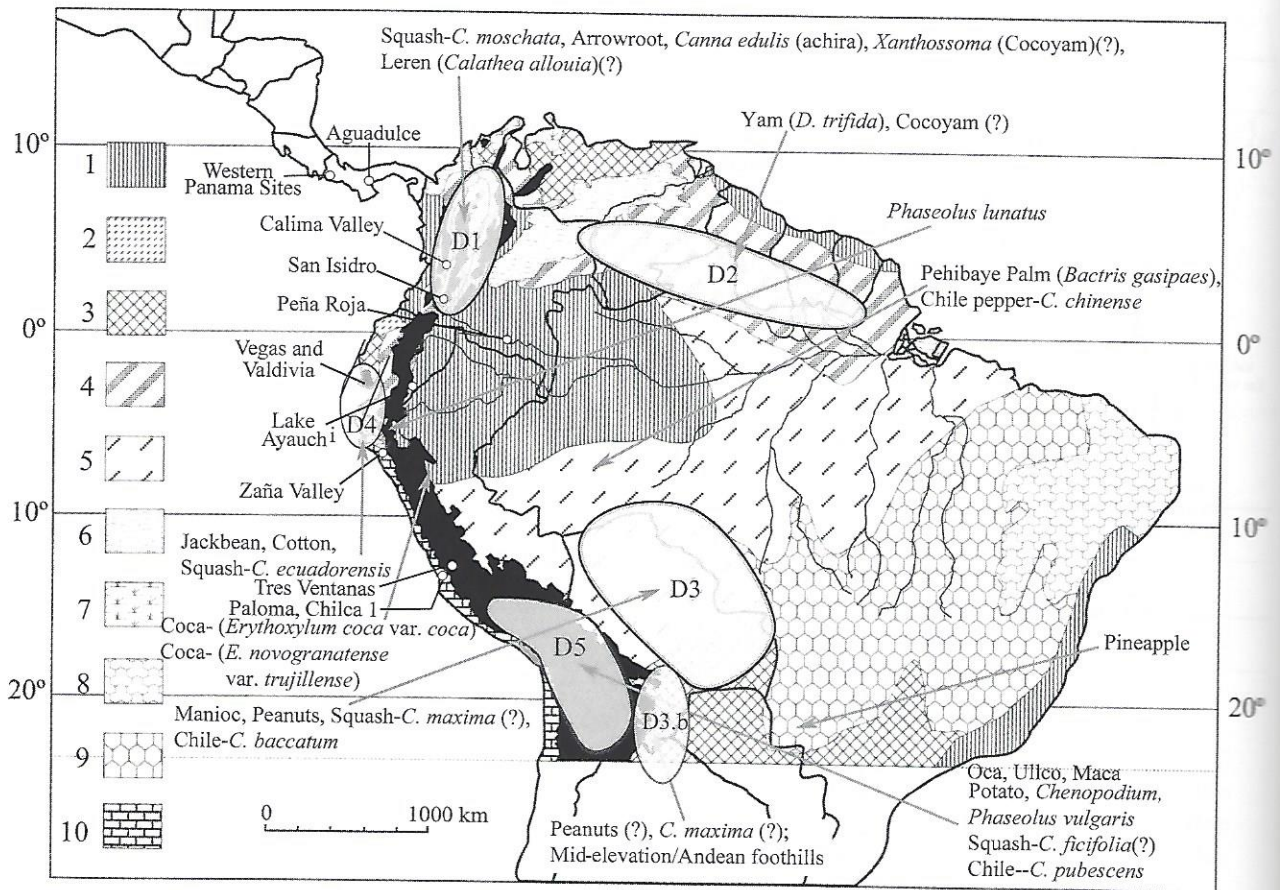 Squash-C. moschata, Arrowroot, Canna edulis (achira), Xanthossoma (Cocoyam)(?),
Leren (Calathea allouia)(?)
Yam (D. trifida), Cocoyam (?)
10°
10°
Aguadulce
1
Western
Panama Sites
Phaseolus lunatus
Calima Valley
D1
2
San Isidro
D2
Pehibaye Palm (Bactris gasipaes),
Chile pepper-C. chinense
Peña Roja
3
0°
0°
Vegas and
Valdivia
4
D4
Lake
Ayauchi
5
Zaña Valley
10°
10°
6
Jackbean, Cotton,
Squash-C. ecuadorensis
Tres Ventanas
D3
7
Paloma, Chilca 1
Coca- (Erythoxylum coca var. coca)
Coca- (E. novogranatense
var. trujillense)
D5
Pineapple
8
20°
20°
Manioc, Peanuts, Squash-C. maxima (?),
Chile-C. baccatum
D3.b
9
Oca, Ullco, Maca
Potato, Chenopodium,
Phaseolus vulgaris
Squash-C. ficifolia(?)
Chile--C. pubescens
0 1000 km
10
Peanuts (?), C. maxima (?);
Mid-elevation/Andean foothills